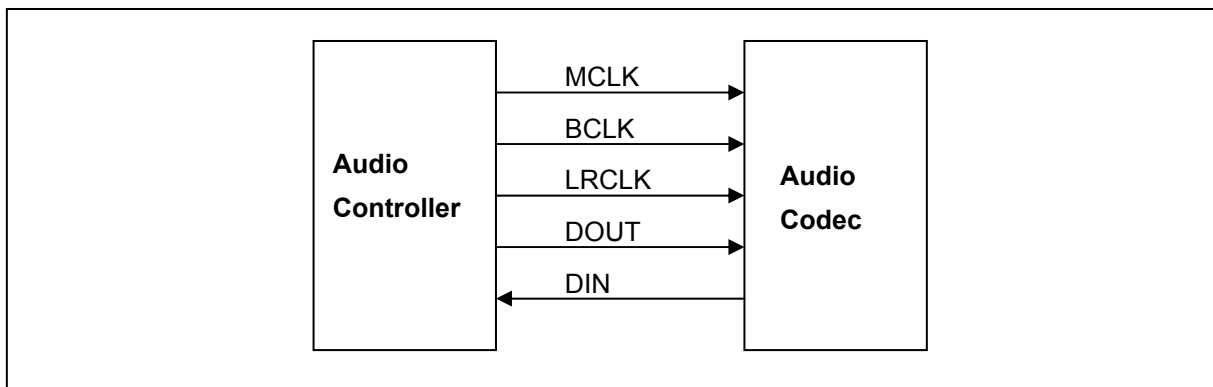 MCLK
BCLK
LRCLK
DOUT
DIN
Audio
Controller
Audio
Codec